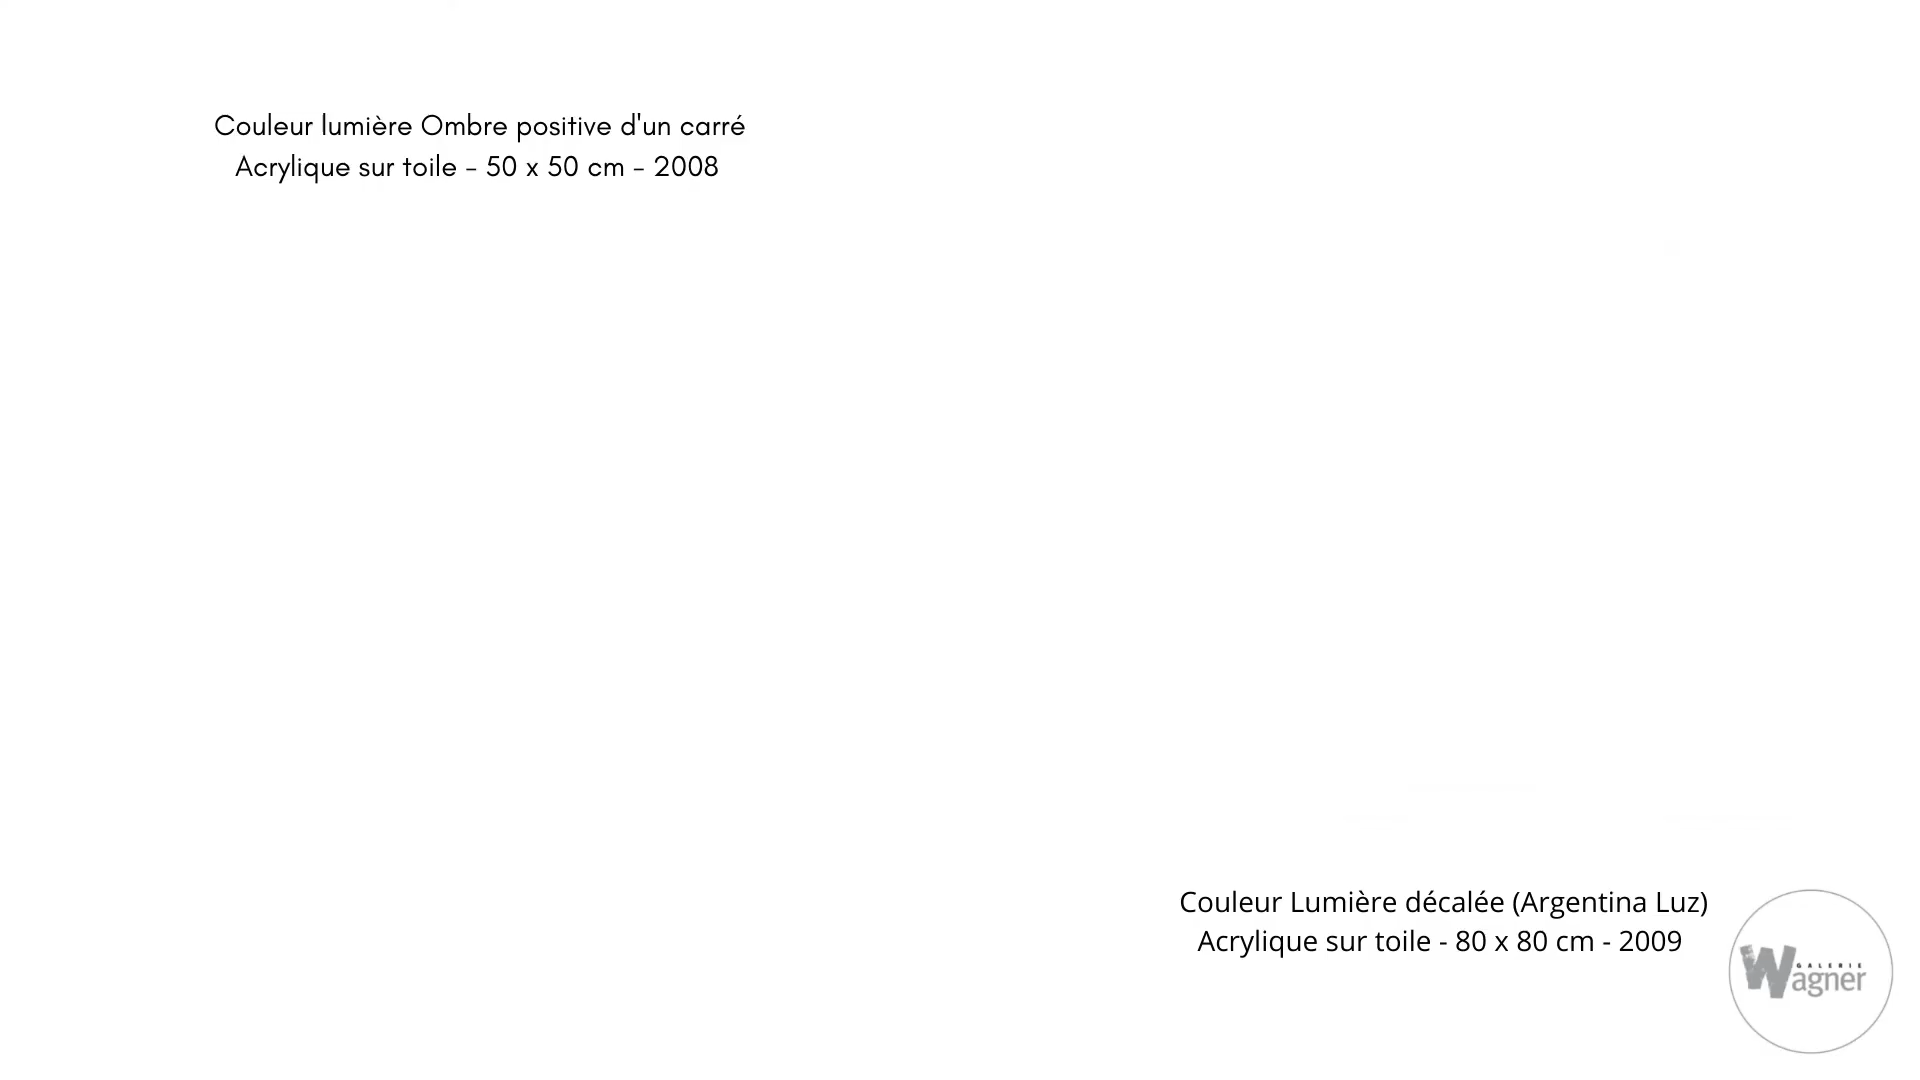 Couleur lumière Ombre positive d'un carré
Acrylique sur toile - 50 x 50 cm - 2008
Couleur Lumière décalée (Argentina Luz)
Acrylique sur toile - 80 x 80 cm - 2009
GALERIE
Wagner